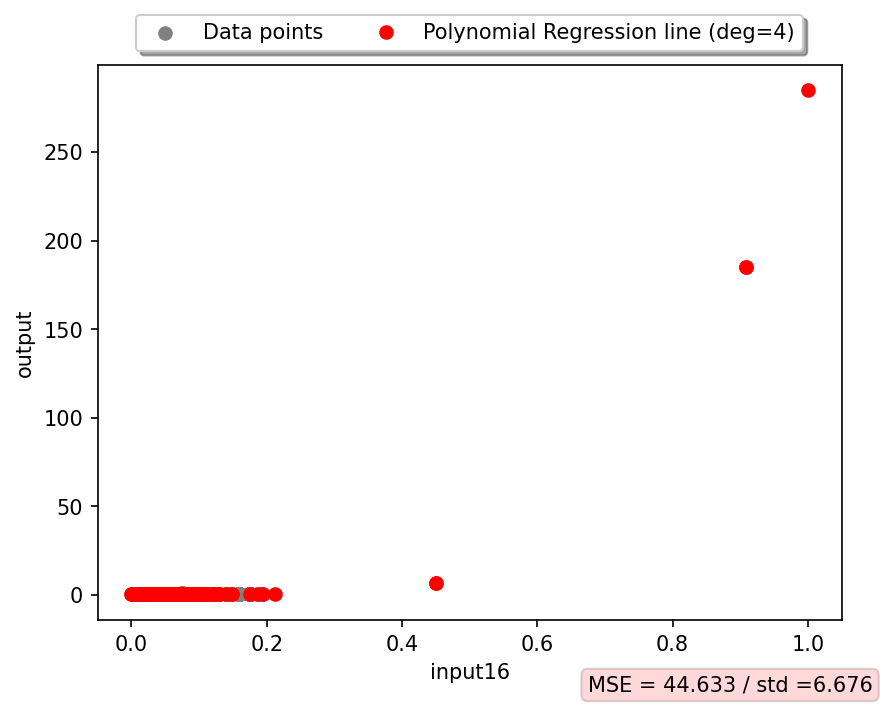 Data points
Polynomial Regression line (deg=4)
output
250
200
150
100
50
0
0.0 0.2 0.4 0.6 0.8 1.0
input16
MSE = 44.633 / std =6.676